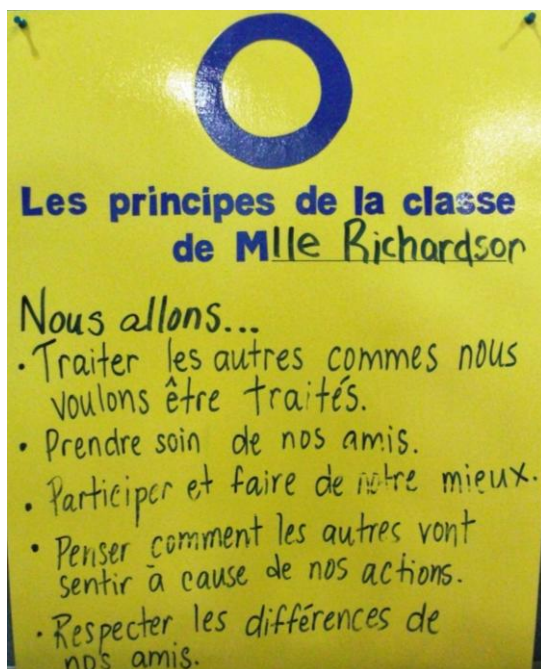 Les principes de la classe
de Mlle Richardson
Nous allons...
· Traiter les autres commes nous
voulons être traités.
· Prendre soin de nos amis.
· Participer et faire de notre mieux.
· Penser comment les autres vont
sentir à cause de nos actions.
· Respecter les différences de
nos amis.